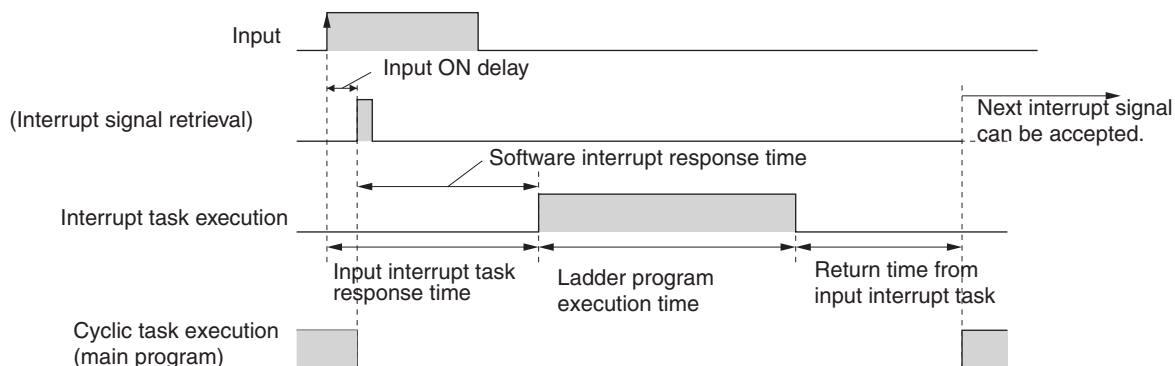 Input
Input ON delay
(Interrupt signal retrieval)
Next interrupt signal
can be accepted.
Software interrupt response time
Interrupt task execution
Input interrupt task
response time
Ladder program
execution time
Return time from
input interrupt task
Cyclic task execution
(main program)